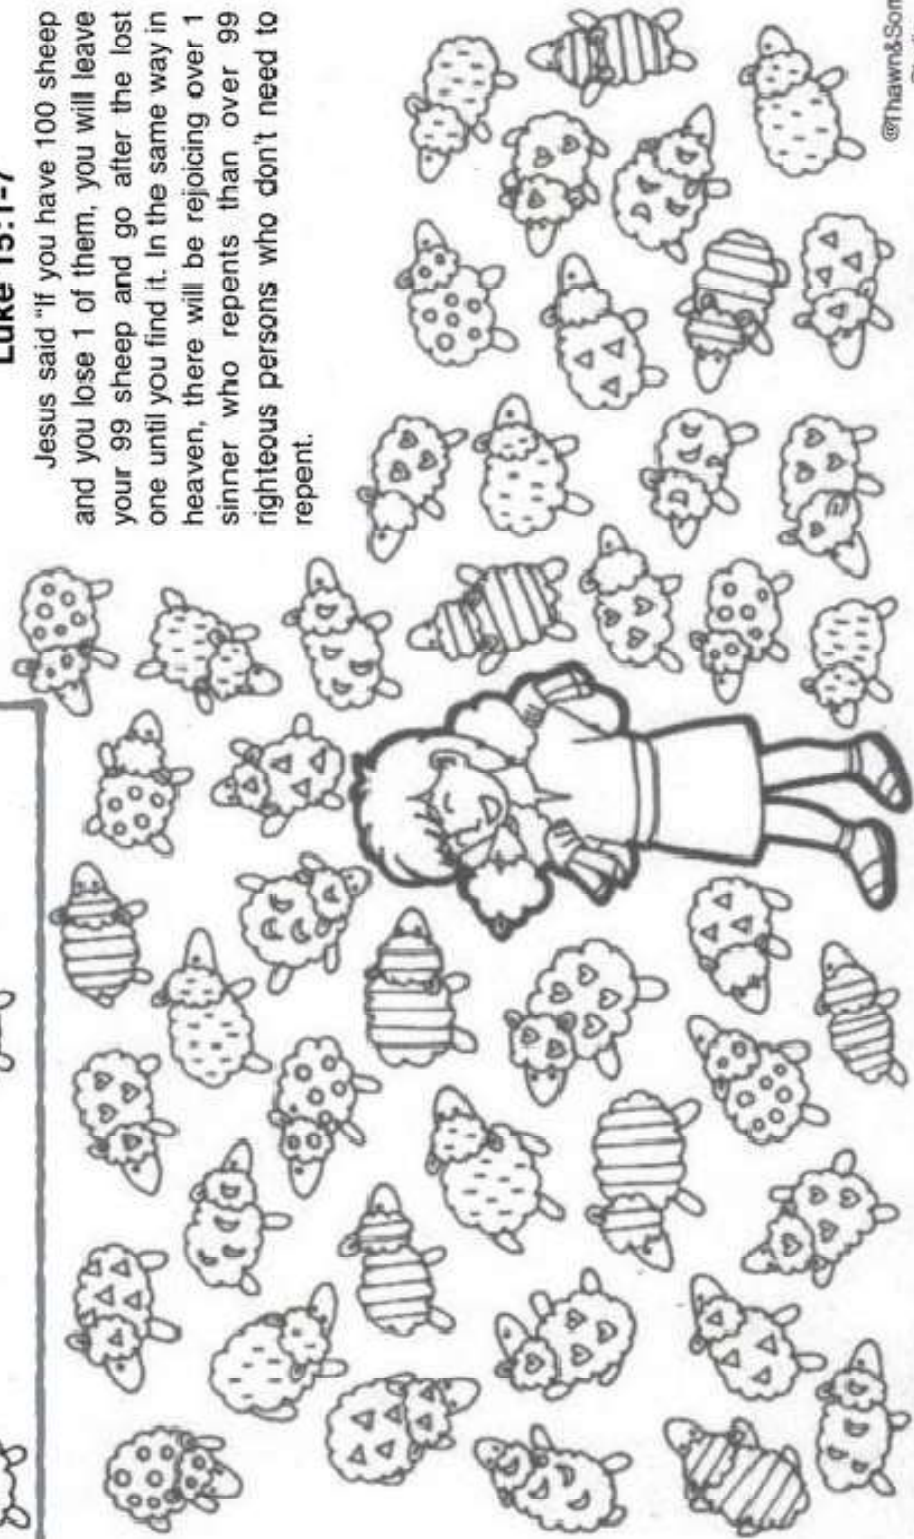 Luke 15:1-7
Jesus said "If you have 100 sheep
and you lose 1 of them, you will leave
your 99 sheep and go after the lost
one until you find it. In the same way in
heaven, there will be rejoicing over 1
sinner who repents than over 99
righteous persons who don't need to
repent.
@Thawn&Som